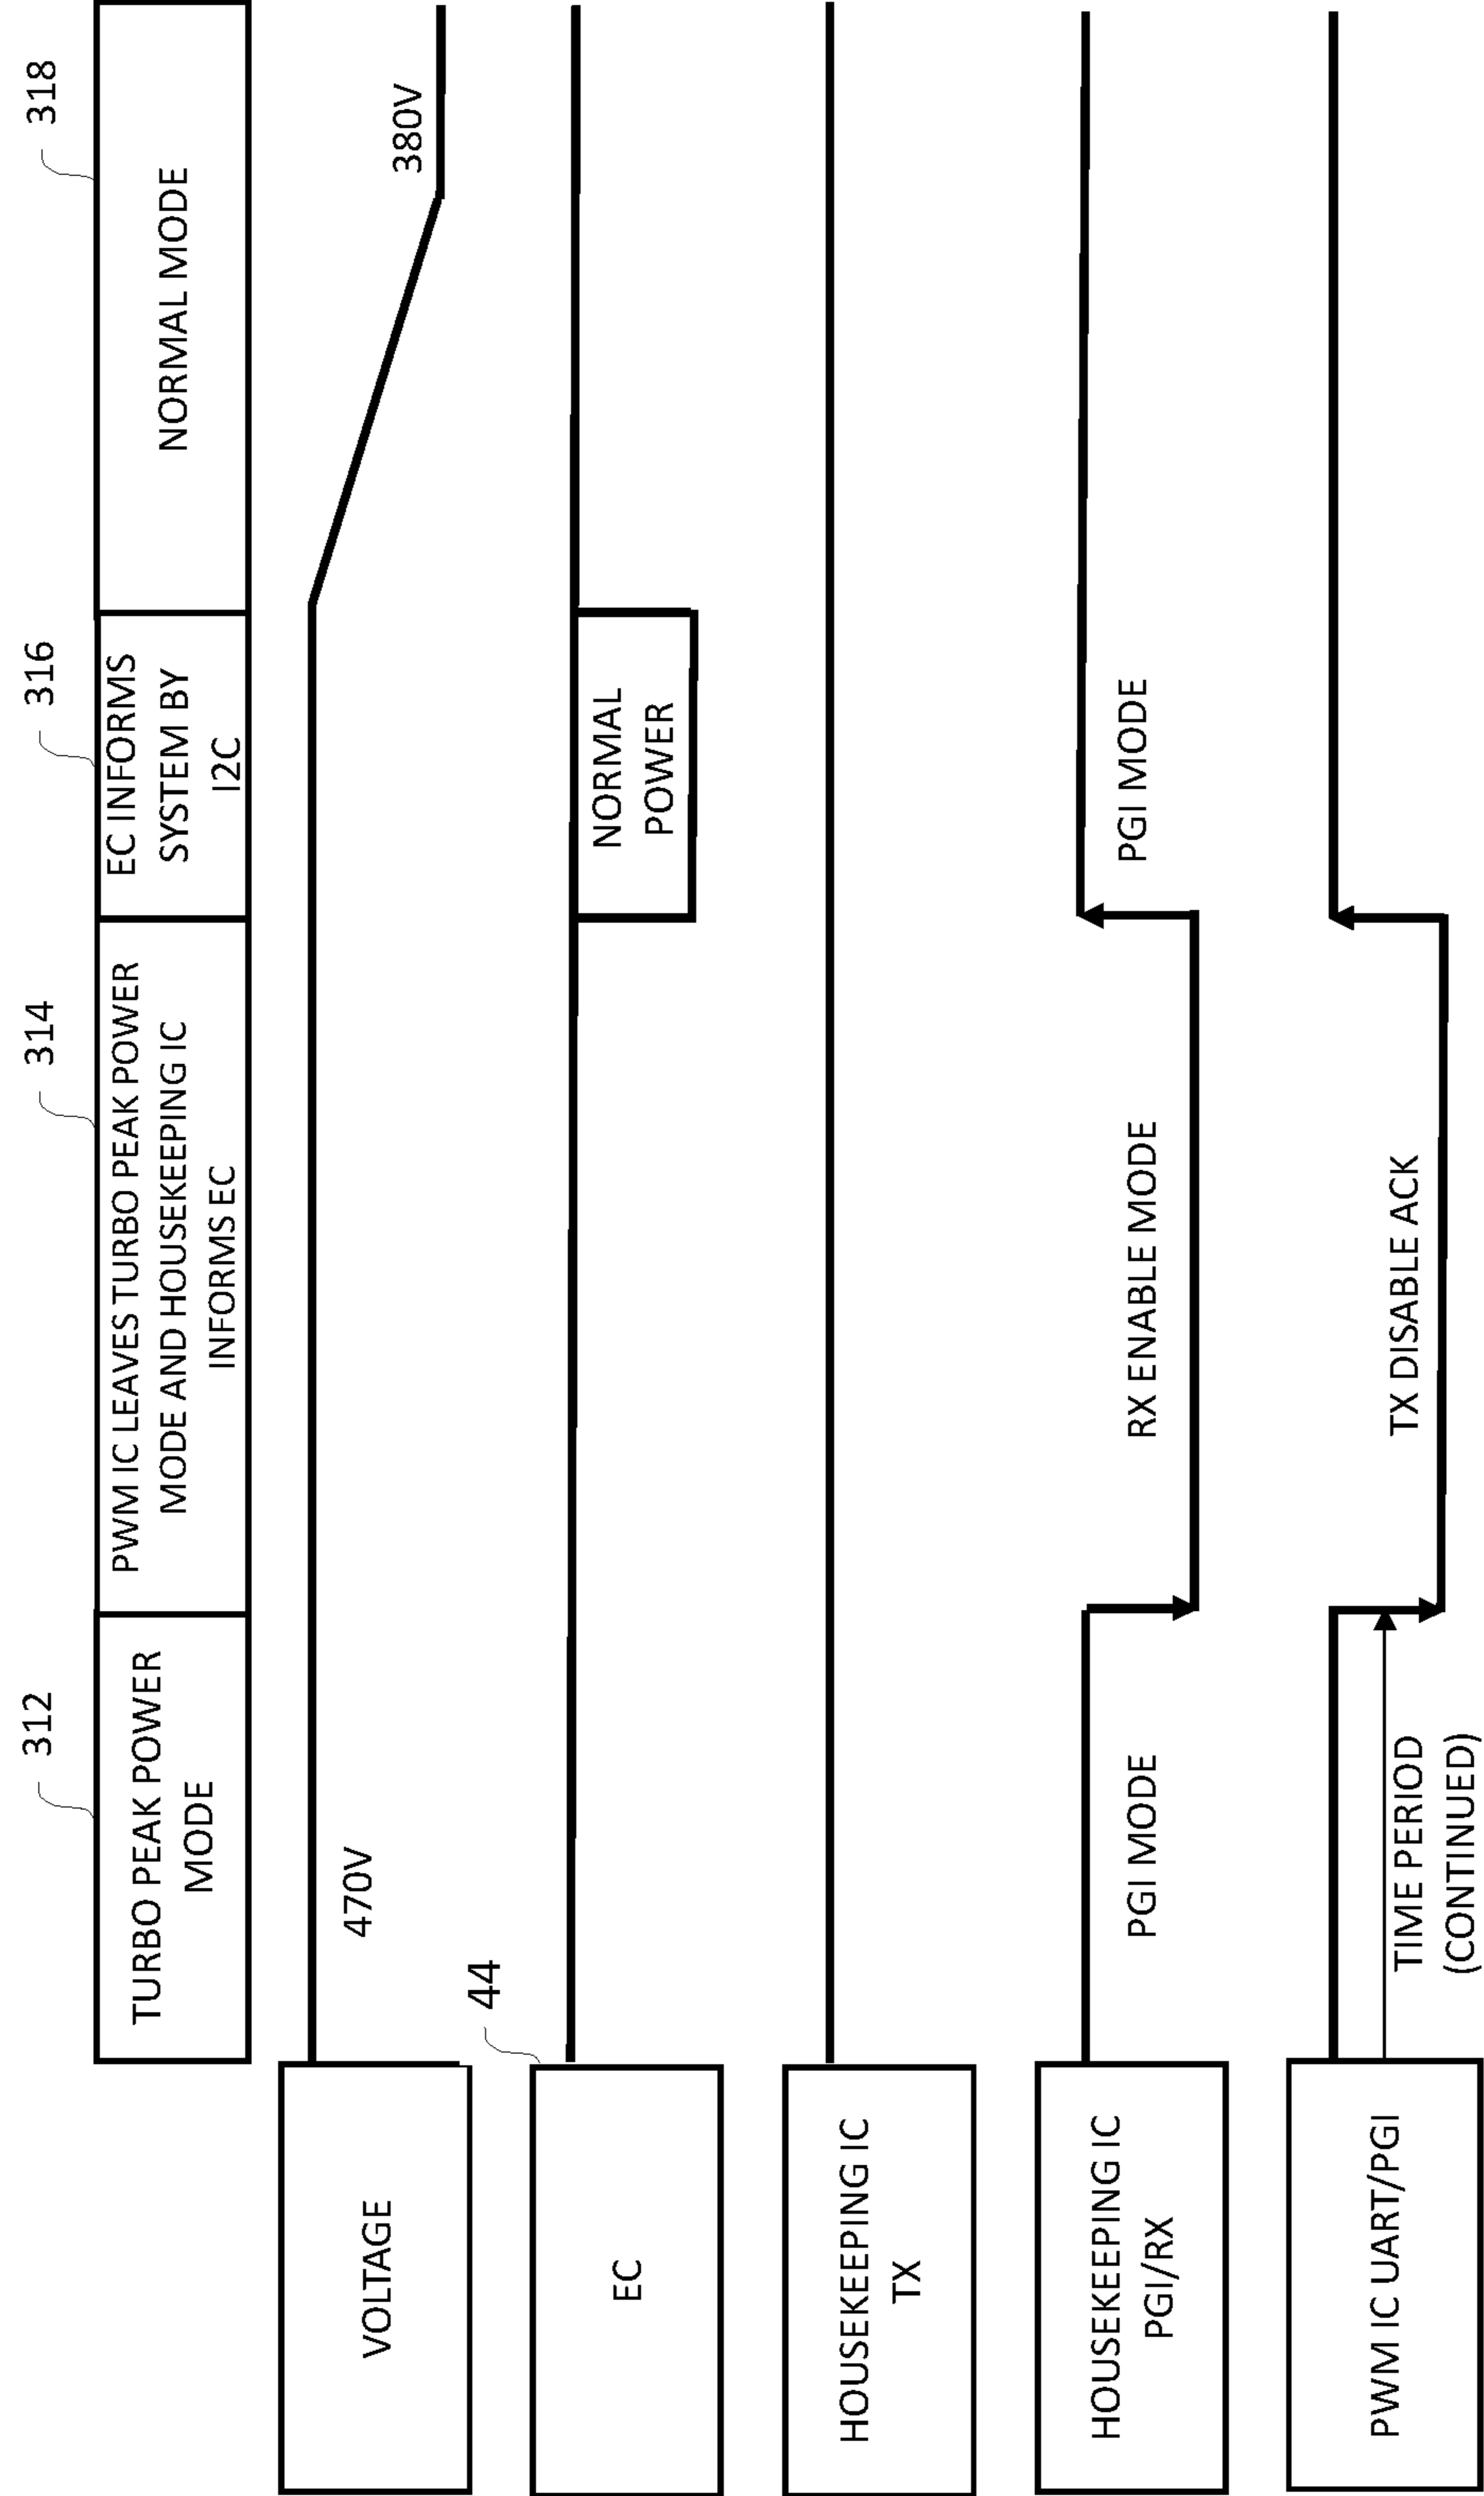 312
314
316
318
TURBO PEAK POWER
MODE
PWM IC LEAVES TURBO PEAK POWER
MODE AND HOUSEKEEPING IC
INFORMS EC
EC INFORMS
SYSTEM BY
I2C
NORMAL MODE
VOLTAGE
470V
380V
44
EC
NORMAL
POWER
HOUSEKEEPING IC
TX
HOUSEKEEPING IC
PGI/RX
PGI MODE
RX ENABLE MODE
PGI MODE
PWM IC UART/PGI
TIME PERIOD
(CONTINUED)
TX DISABLE ACK